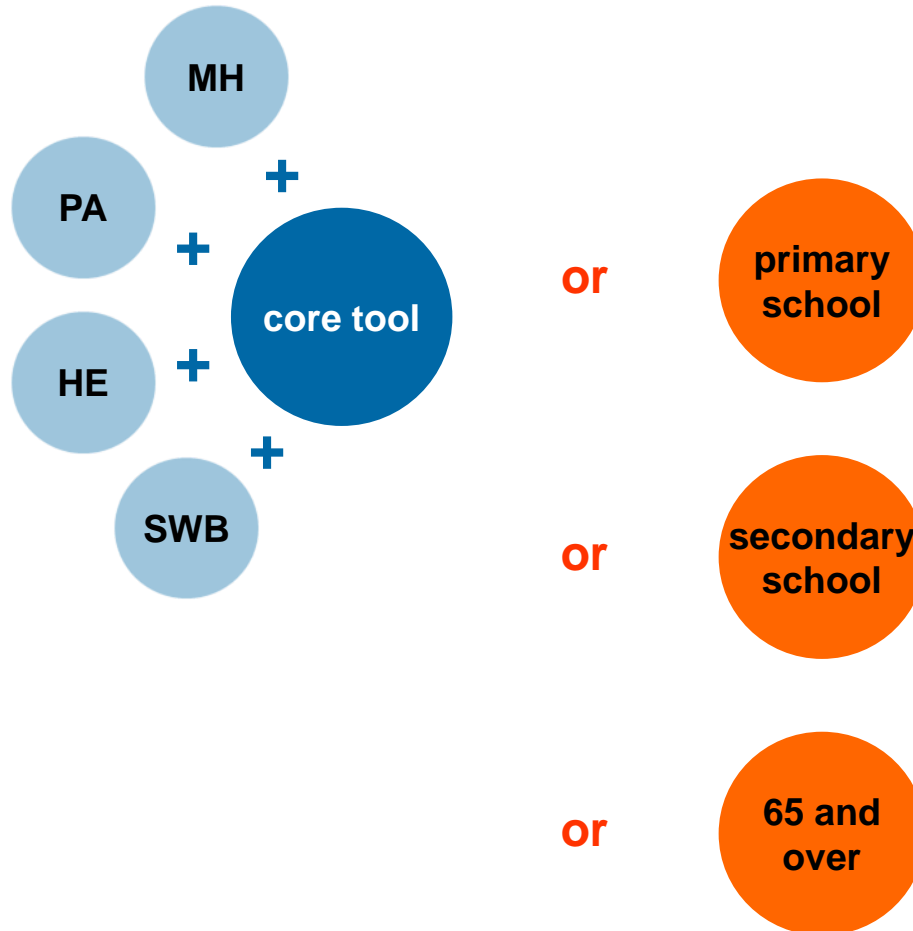 MH
+
PA
+
core tool
HE
+
SWB
+
or
primary
school
or
secondary
school
or
65 and
over